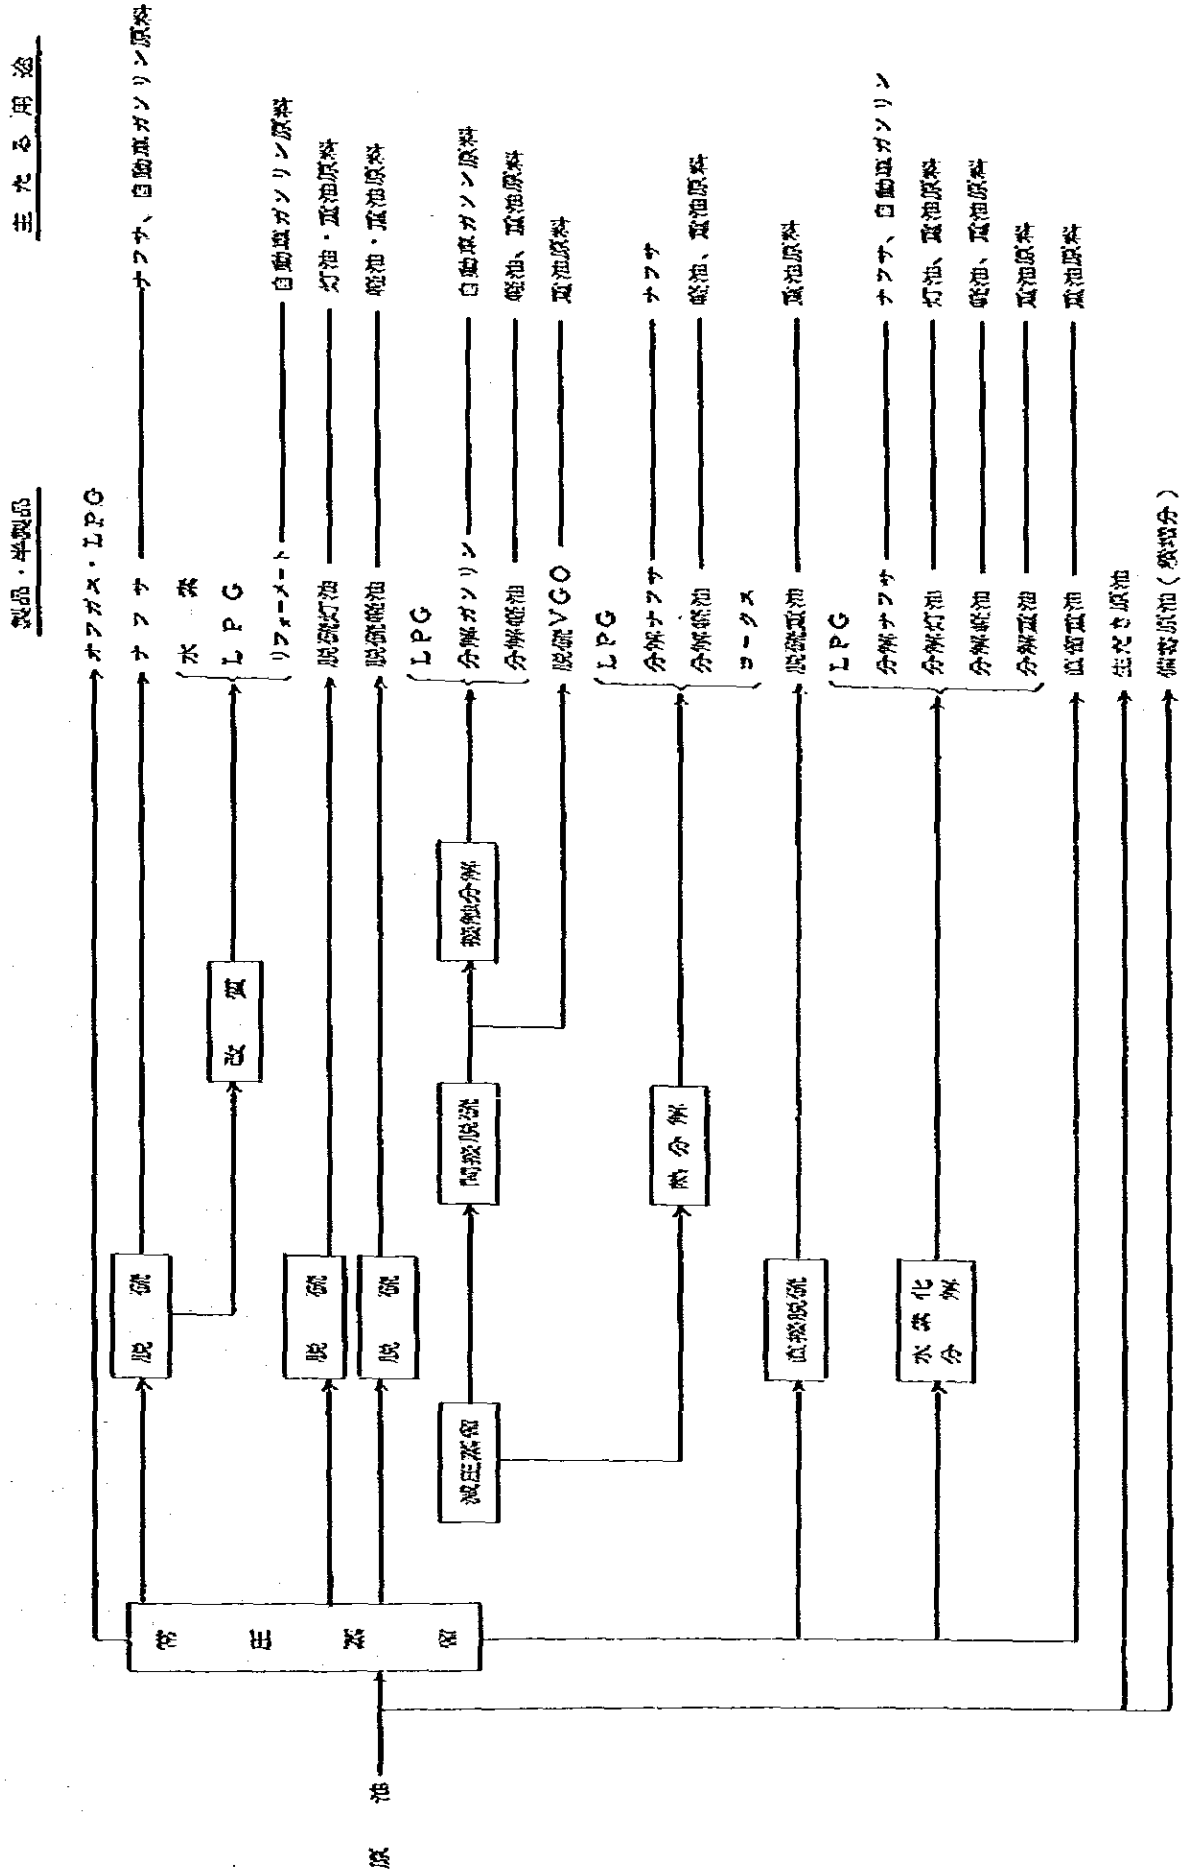 製品・半製品
主たる用途
オフガス・LPG
ナフサ
ナフサ、自動車ガソリン原料
水素
LPG
リフォーメート
自動車ガソリン原料
脱硫灯油
灯油・重油原料
脱硫軽油
軽油・重油原料
LPG
分解ガソリン
自動車ガソン原料
分解軽油
軽油、重油原料
脱硫VGO
重油原料
LPG
分解ナフサ
ナフサ
分解軽油
軽油、重油原料
コークス
脱硫重油
重油原料
LPG
分解ナフサ
ナフサ、自動車ガソリン
分解灯油
灯油、重油原料
分解軽油
軽油、重油原料
分解重油
重油原料
直留重油
重油原料
生だき原油
備蓄原油(積増分)
原油
常圧蒸留
脱硫
改質
脱硫
脱硫
減圧蒸留
間接脱硫
接触分解
熱分解
直接脱硫
水素化
分解